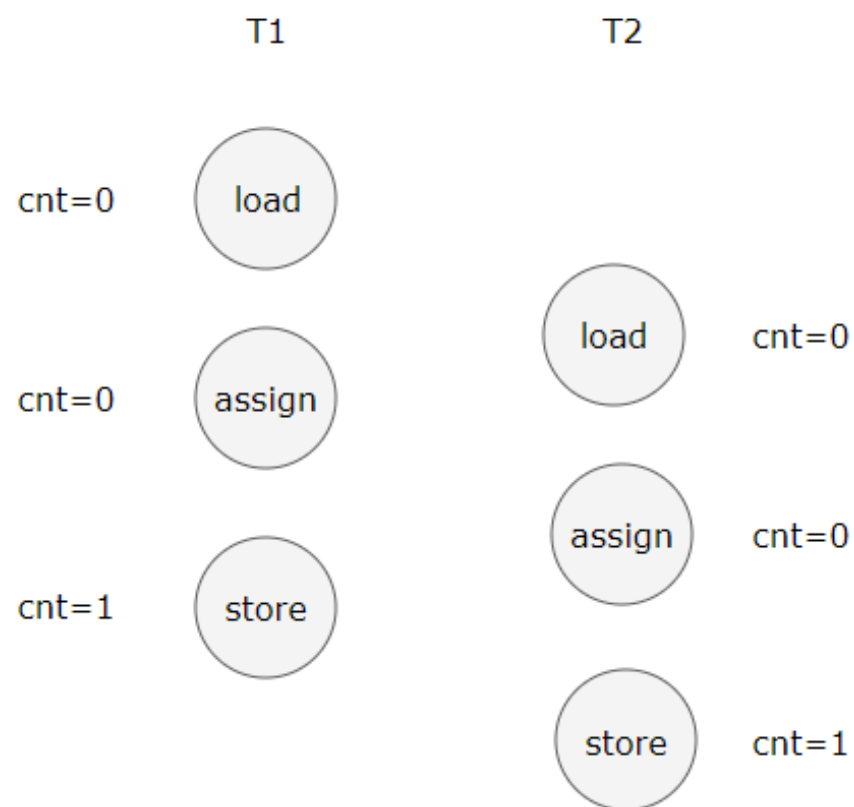 T1 T2
cnt=0 load
load cnt=0
cnt=0 assign
assign cnt=0
cnt=1 store
store cnt=1